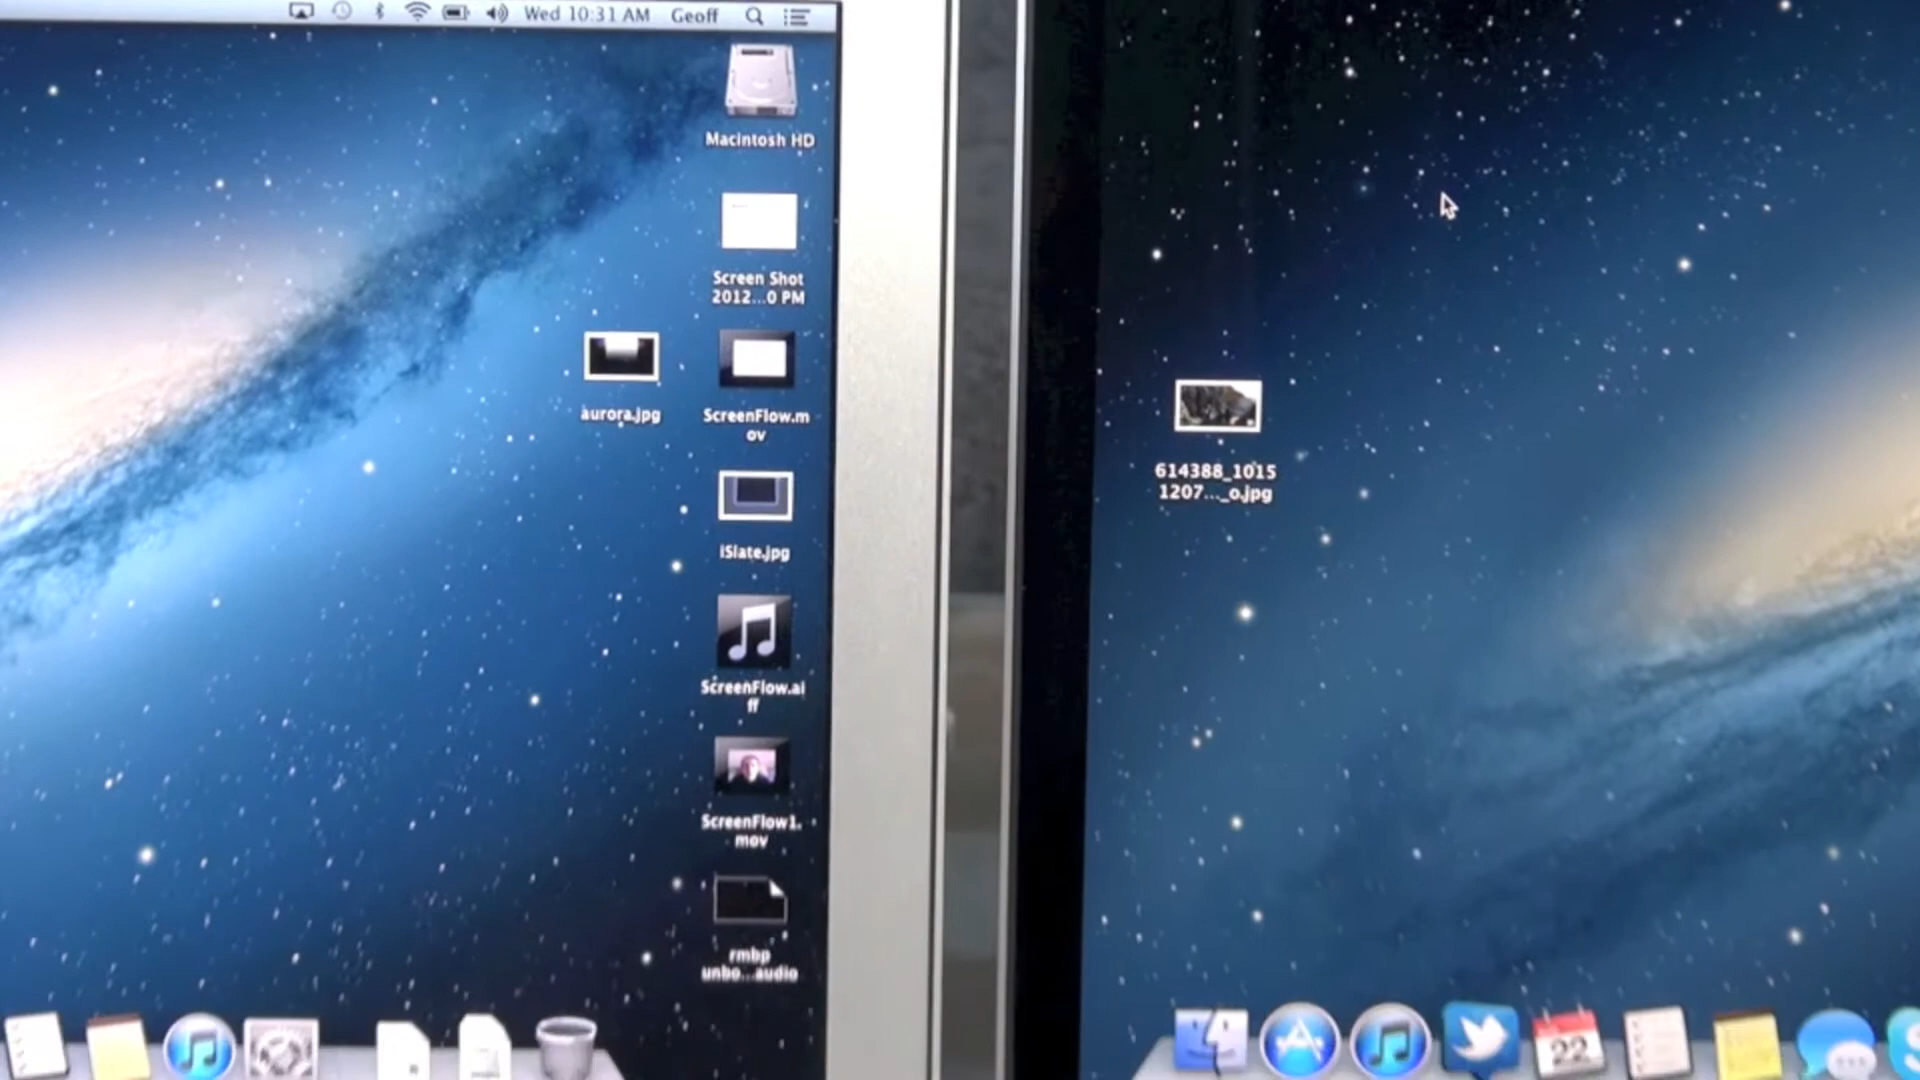 Wed 10:31 AM Geoff
Macintosh HD
Screen Shot
2012...0 PM
aurora.jpg
ScreenFlow.m
ov
iSlate.jpg
ScreenFlow.ai
ff
ScreenFlow1.
mov
rmbp
unbo...audio
614388_1015
1207..._o.jpg
22